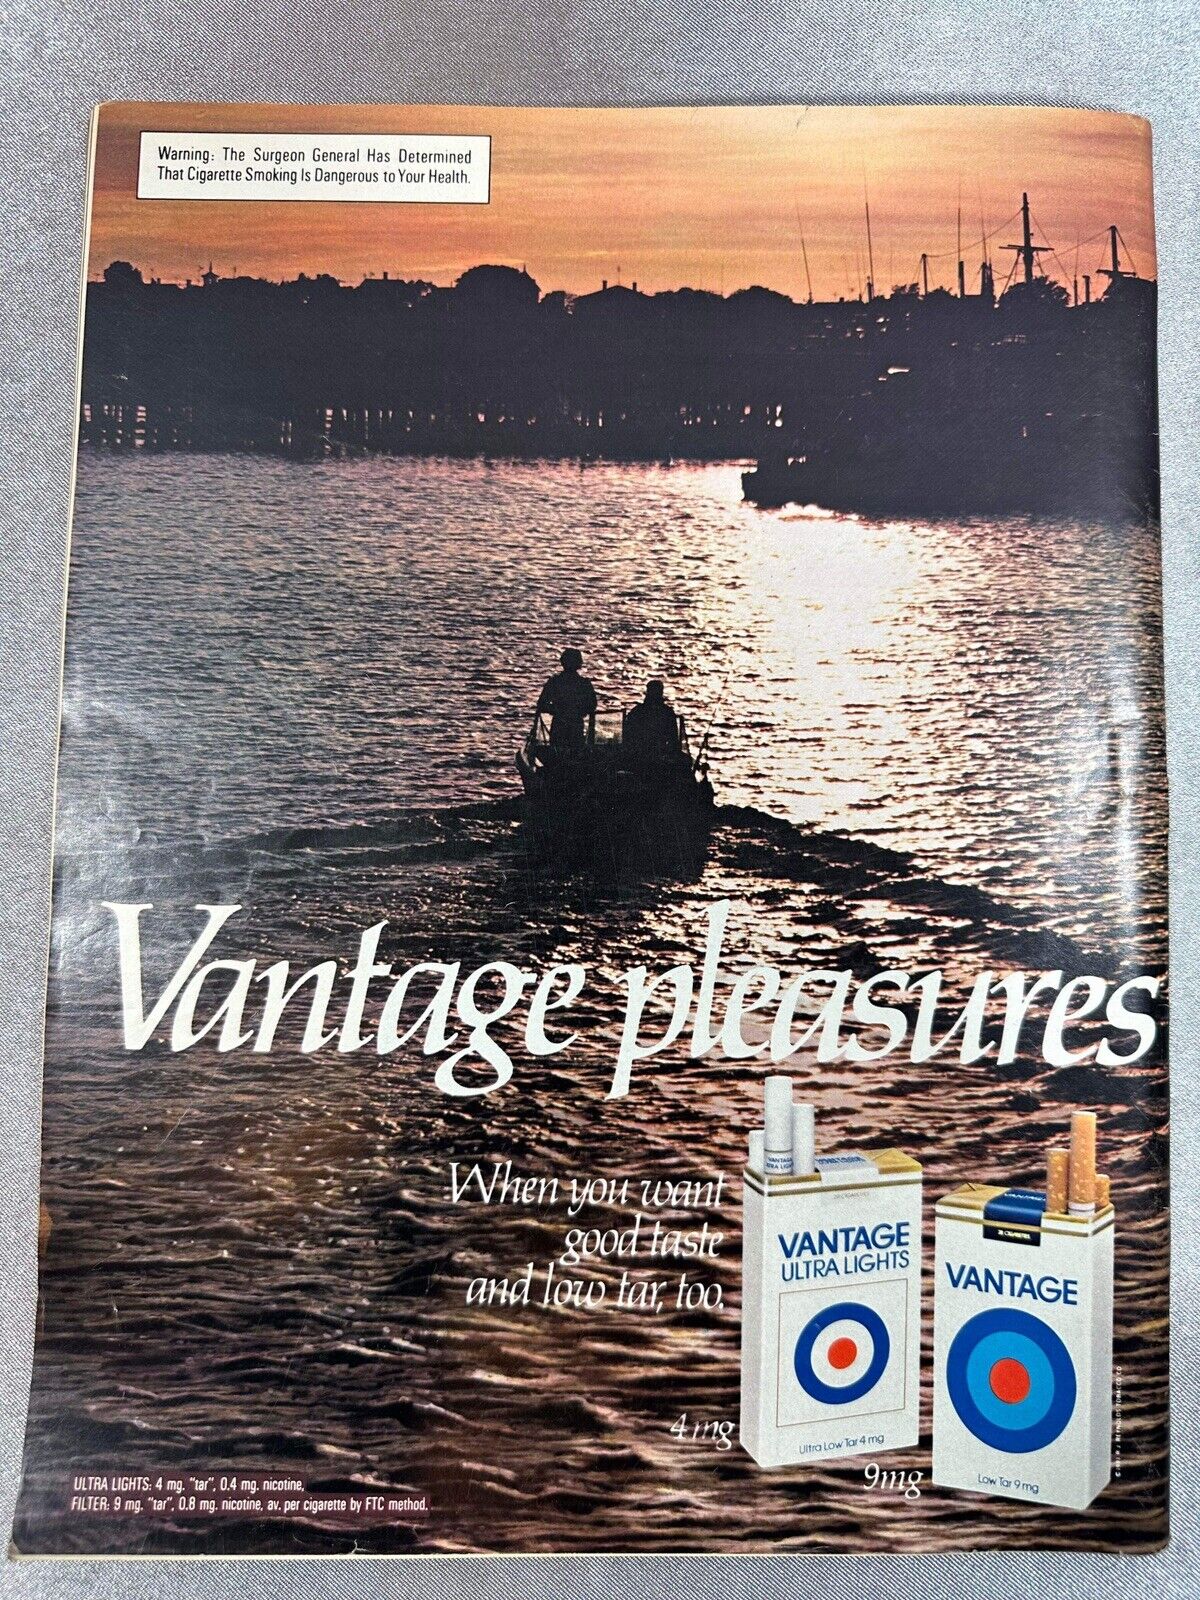 Warning: The Surgeon General Has Determined
That Cigarette Smoking Is Dangerous to Your Health.
Vantage pleasures
When you want
good taste
and low tar, too.
VANTAGE
ULTRA LIGHTS
Ultra Low Tar 4 mg
4 mg
VANTAGE
Low Tar 9 mg
9mg
ULTRA LIGHTS: 4 mg. "tar", 0.4 mg. nicotine,
FILTER: 9 mg. "tar", 0.8 mg. nicotine, av. per cigarette by FTC method.